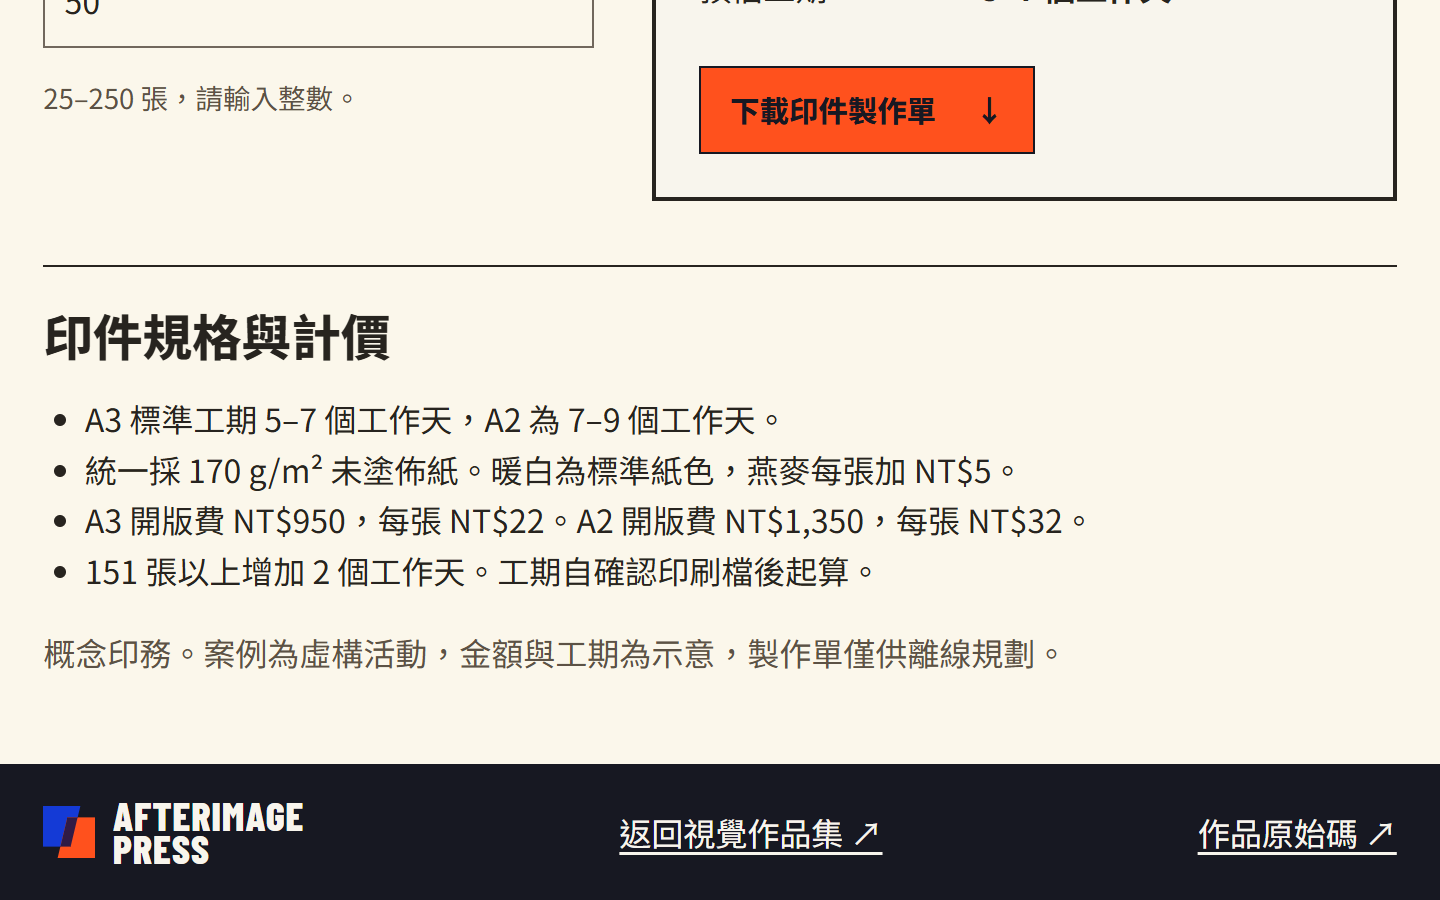 50
25–250 張，請輸入整數。
下載印件製作單 ↓
印件規格與計價
A3 標準工期 5–7 個工作天，A2 為 7–9 個工作天。
統一採 170 g/m² 未塗佈紙。暖白為標準紙色，燕麥每張加 NT$5。
A3 開版費 NT$950，每張 NT$22。A2 開版費 NT$1,350，每張 NT$32。
151 張以上增加 2 個工作天。工期自確認印刷檔後起算。
概念印務。案例為虛構活動，金額與工期為示意，製作單僅供離線規劃。
AFTERIMAGE
PRESS
返回視覺作品集 ↗
作品原始碼 ↗